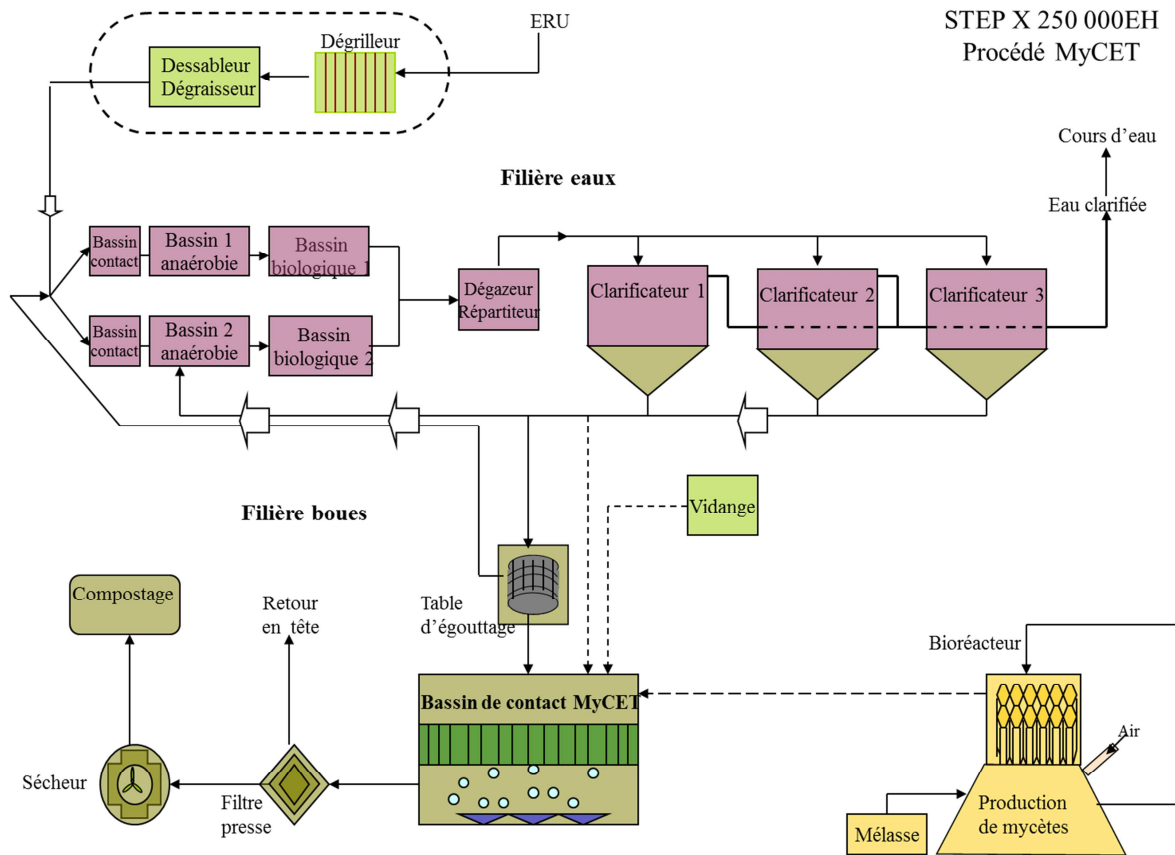 STEP X 250 000EH
Procédé MyCET
ERU
Dégrilleur
Dessableur
Dégraisseur
Cours d'eau
Filière eaux
Eau clarifiée
Bassin
contact
Bassin 1
anaérobie
Bassin
biologique 1
Dégazeur
Répartiteur
Clarificateur 1
Clarificateur 2
Clarificateur 3
Bassin
contact
Bassin 2
anaérobie
Bassin
biologique 2
Filière boues
Vidange
Compostage
Retour
en tête
Table
d'égouttage
Bioréacteur
Bassin de contact MyCET
Air
Sécheur
Filtre
presse
Mélasse
Production
de mycètes